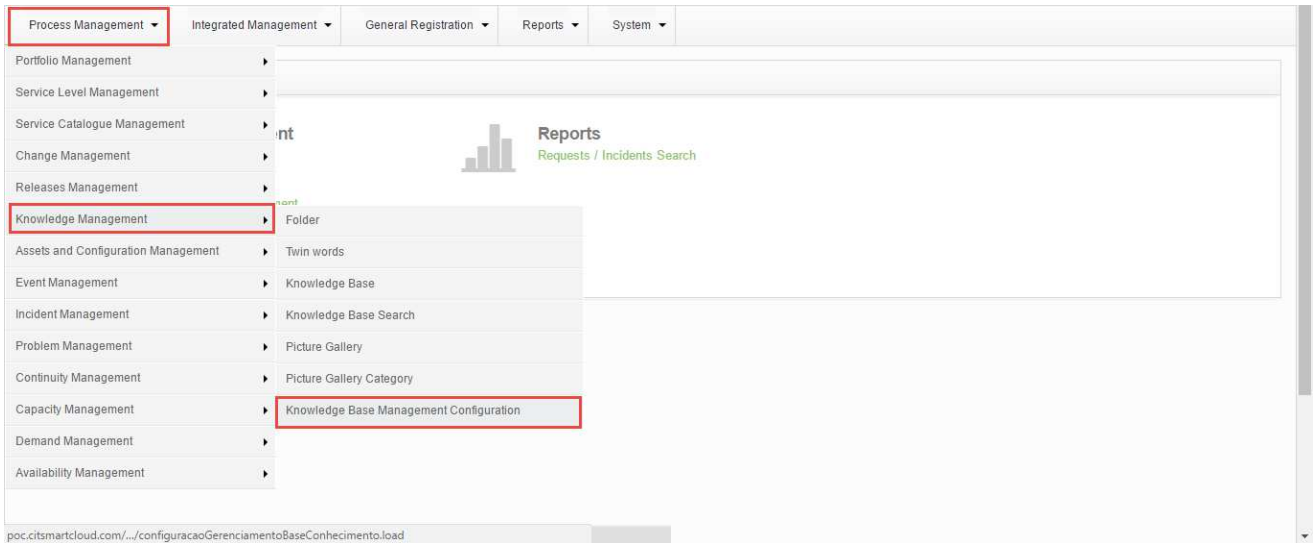 Process Management Integrated Management General Registration Reports System
Portfolio Management
Service Level Management
Service Catalogue Management
Change Management
Releases Management
Knowledge Management
Assets and Configuration Management
Event Management
Incident Management
Problem Management
Continuity Management
Capacity Management
Demand Management
Availability Management
Folder
Twin words
Knowledge Base
Knowledge Base Search
Picture Gallery
Picture Gallery Category
Knowledge Base Management Configuration
ent
Reports
Requests / Incidents Search
poc.citsmartcloud.com/.../configuracaoGerenciamentoBaseConhecimento.load